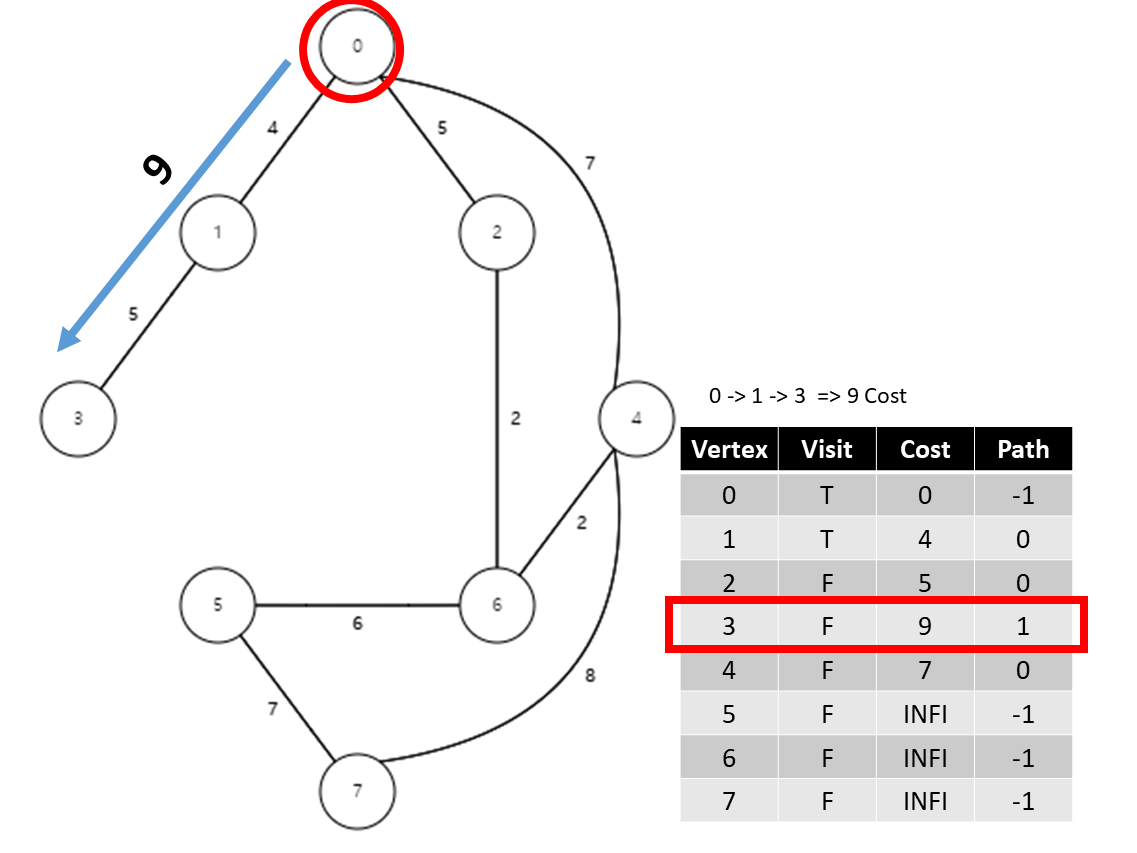 0
4
5
7
9
1
2
5
3
2
4
0 -> 1 -> 3 => 9 Cost
Vertex Visit Cost Path
0 T 0 -1
1 T 4 0
2 F 5 0
3 F 9 1
4 F 7 0
5 F INFI -1
6 F INFI -1
7 F INFI -1
2
5
6
6
7
8
7